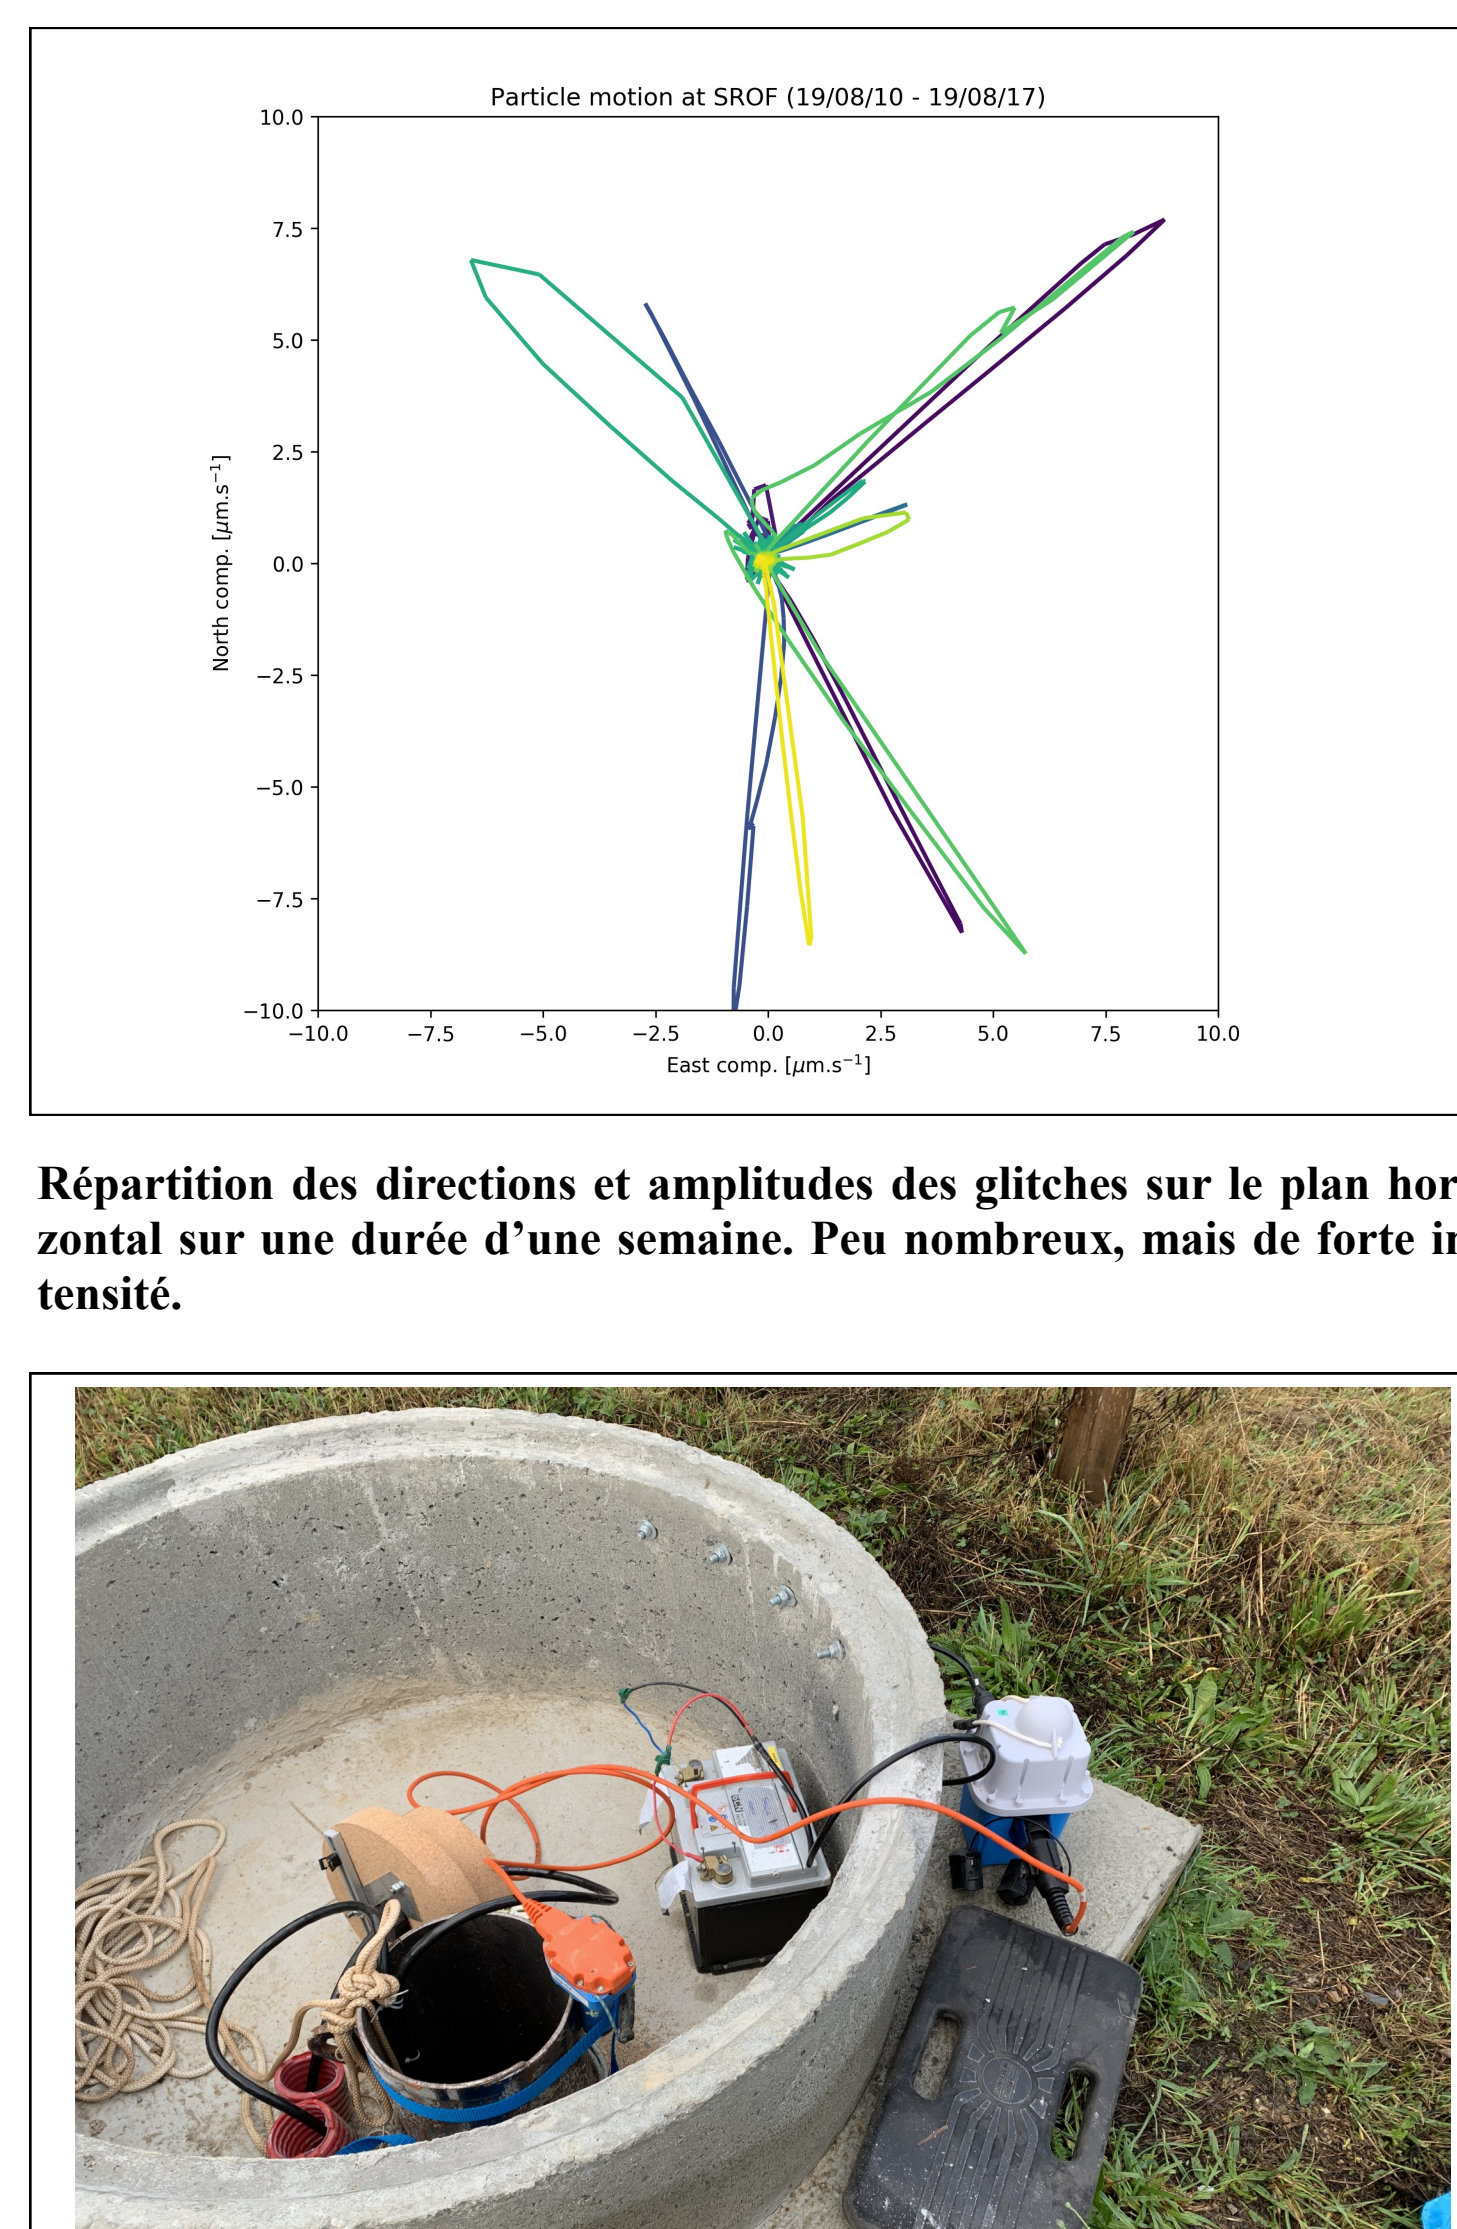 Particle motion at SROF (19/08/10 - 19/08/17)
10.0
7.5
5.0
2.5
0.0
−2.5
−5.0
−7.5
−10.0
North comp. [μm.s⁻¹]
−10.0 −7.5 −5.0 −2.5 0.0 2.5 5.0 7.5 10.0
East comp. [μm.s⁻¹]
Répartition des directions et amplitudes des glitches sur le plan hor
zontal sur une durée d’une semaine. Peu nombreux, mais de forte in
tensité.